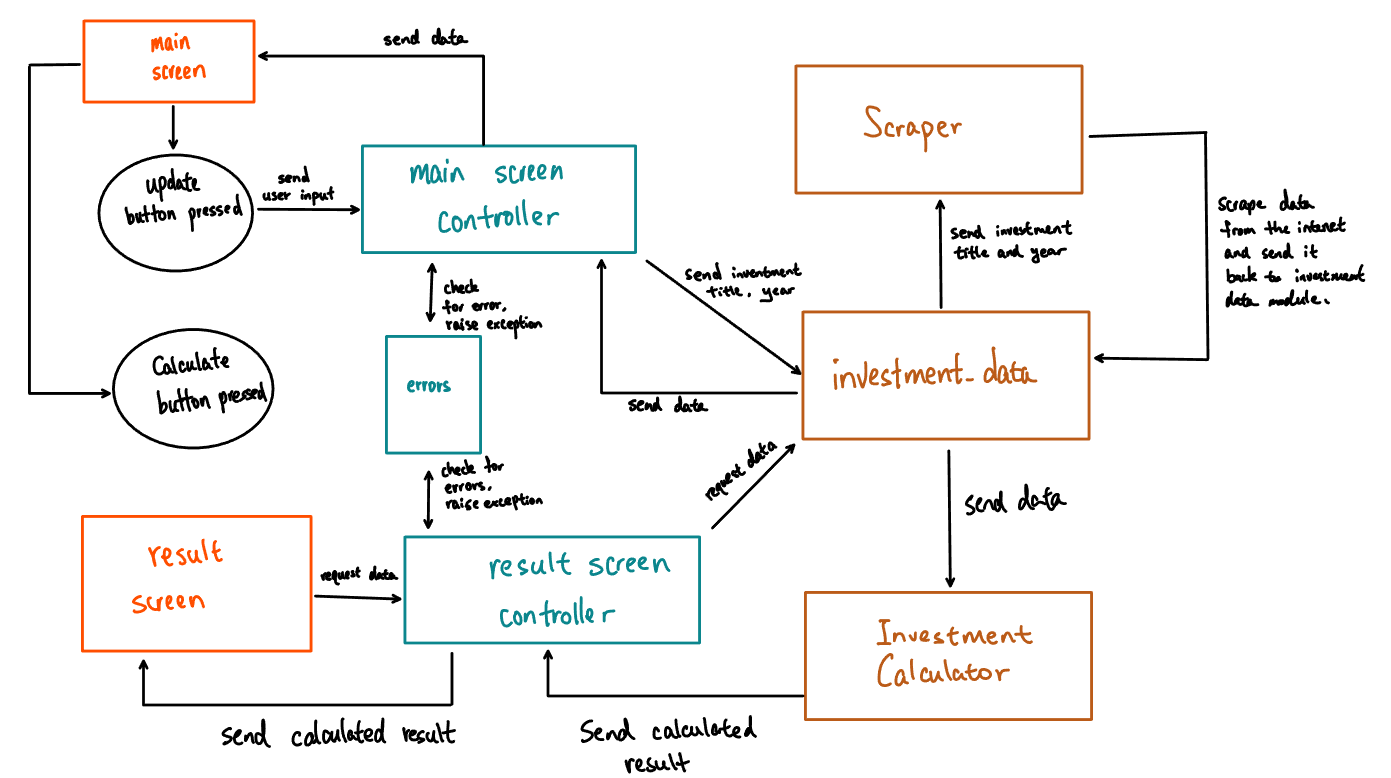 main
screen
send data
update
button pressed
send
user input
main screen
controller
Scraper
scrape data
from the internet
and send it
back to investment
data module.
send investment
title and year
check
for error,
raise exception
send investment
title, year
Calculate
button pressed
errors
investment_data
send data
check for
errors,
raise exception
request data
send data
result
screen
request data
result screen
controller
Investment
Calculator
send calculated result
Send calculated
result